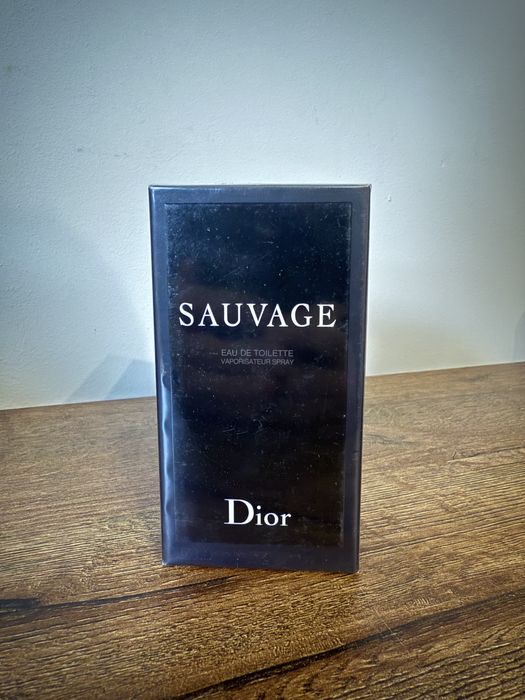 SAUVAGE
EAU DE TOILETTE
VAPORISATEUR SPRAY
Dior